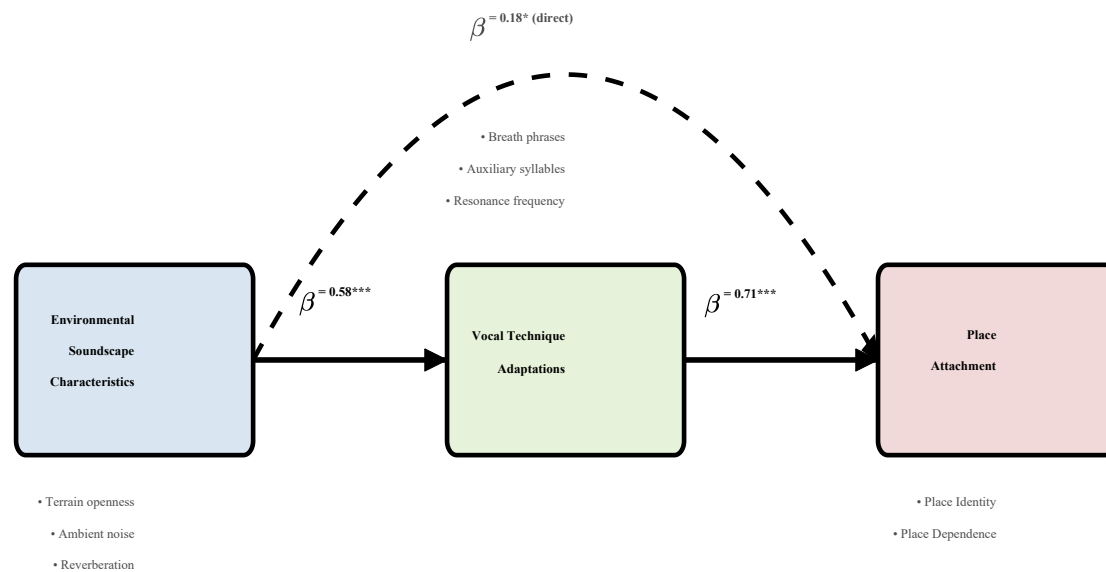 β = 0.18* (direct)
• Breath phrases
• Auxiliary syllables
• Resonance frequency
β = 0.58***
β = 0.71***
Environmental
Soundscape
Characteristics
Vocal Technique
Adaptations
Place
Attachment
• Terrain openness
• Ambient noise
• Reverberation
• Place Identity
• Place Dependence